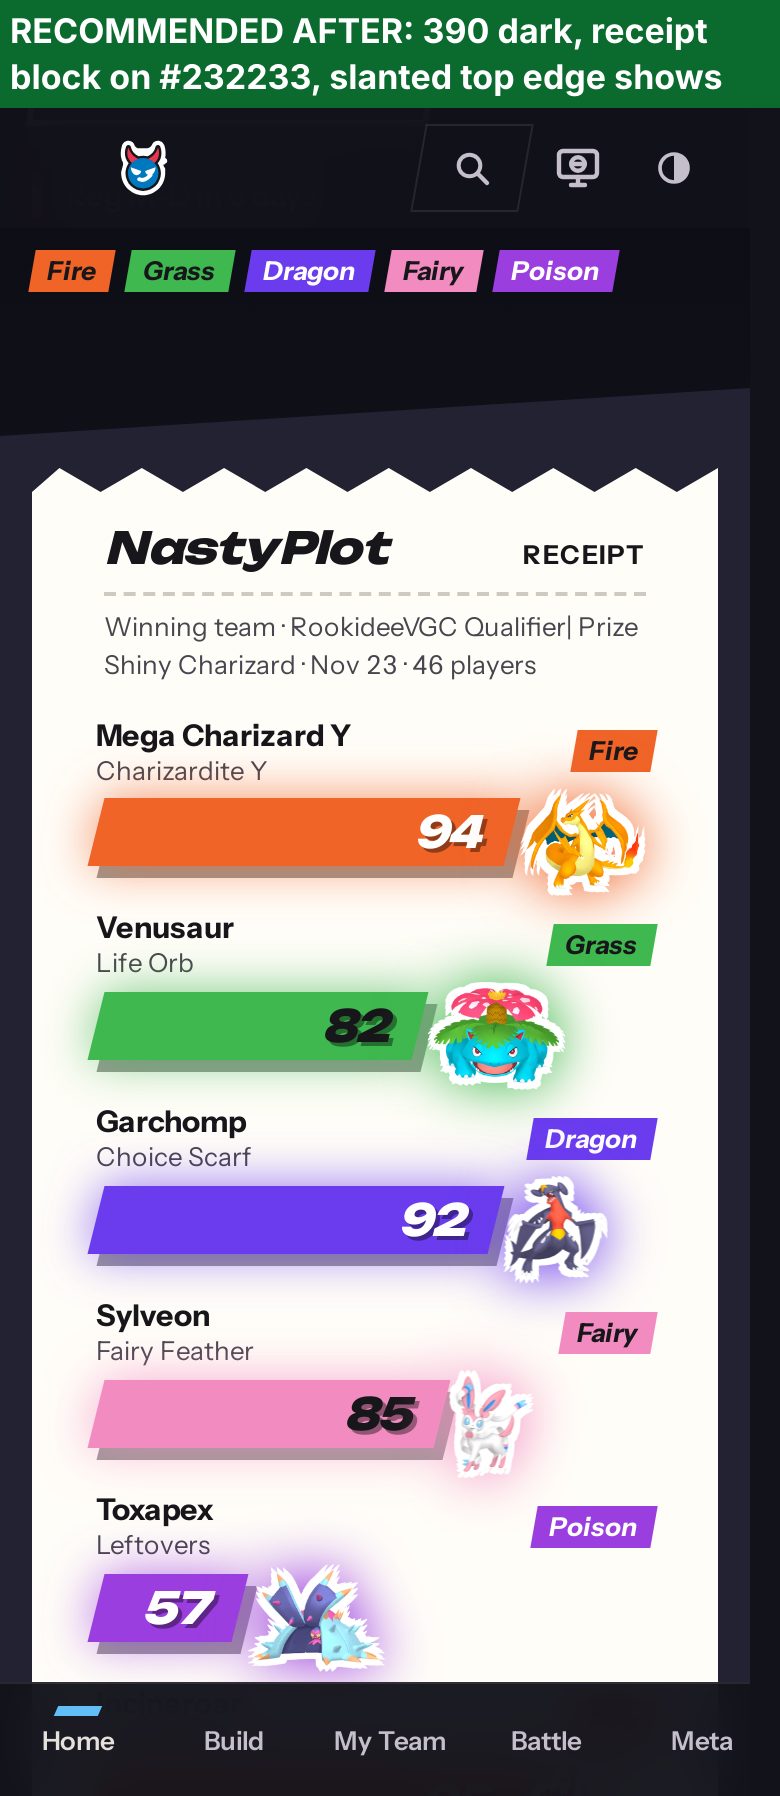 RECOMMENDED AFTER: 390 dark, receipt
block on #232233, slanted top edge shows
Fire Grass Dragon Fairy Poison
NastyPlot RECEIPT
Winning team · RookideeVGC Qualifier| Prize
Shiny Charizard · Nov 23 · 46 players
Mega Charizard Y
Fire
Charizardite Y
94
Venusaur
Grass
Life Orb
82
Garchomp
Dragon
Choice Scarf
92
Sylveon
Fairy
Fairy Feather
85
Toxapex
Poison
Leftovers
57
Incineroar
Home Build My Team Battle Meta